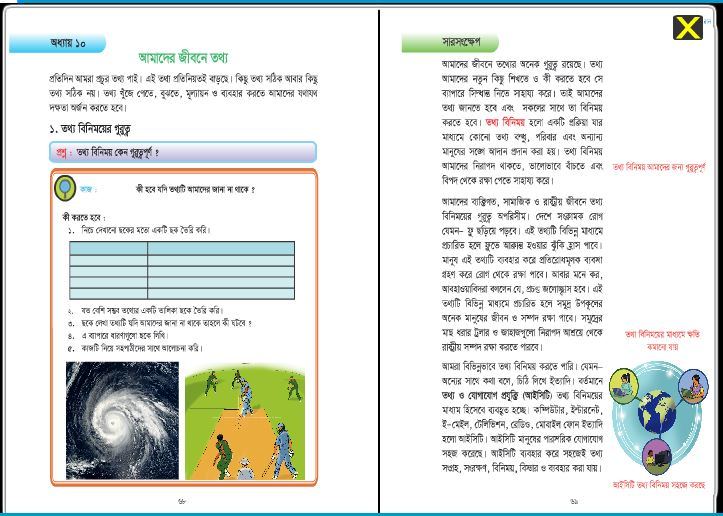 অধ্যায় ১০
আমাদের জীবনে তথ্য
প্রতিদিন আমরা প্রচুর তথ্য পাই। এই তথ্য প্রতিনিয়তই বাড়ছে। কিছু তথ্য সঠিক আবার কিছু
তথ্য সঠিক নয়। তথ্য খুঁজে পেতে, বুঝতে, মূল্যায়ন ও ব্যবহার করতে আমাদের যথাযথ
দক্ষতা অর্জন করতে হবে।
১. তথ্য বিনিময়ের গুরুত্ব
প্রশ্ন : তথ্য বিনিময় কেন গুরুত্বপূর্ণ ?
কাজ : কী হবে যদি তথ্যটি আমাদের জানা না থাকে ?
কী করতে হবে :
১. নিচে দেখানো ছকের মতো একটি ছক তৈরি করি।
২. যত বেশি সম্ভব তথ্যের একটি তালিকা ছকে তৈরি করি।
৩. ছকে লেখা তথ্যটি যদি আমাদের জানা না থাকে তাহলে কী ঘটবে ?
৪. এ ব্যাপারে ধারণাগুলো ছকে লিখি।
৫. কাজটি নিয়ে সহপাঠীদের সাথে আলোচনা করি।
৬৮
সারসংক্ষেপ
আমাদের জীবনে তথ্যের অনেক গুরুত্ব রয়েছে। তথ্য
আমাদের নতুন কিছু শিখতে ও কী করতে হবে সে
ব্যাপারে সিদ্ধান্ত নিতে সাহায্য করে। তাই আমাদের
তথ্য জানতে হবে এবং সকলের সাথে তা বিনিময়
করতে হবে। তথ্য বিনিময় হলো একটি প্রক্রিয়া যার
মাধ্যমে কোনো তথ্য বন্ধু, পরিবার এবং অন্যান্য
মানুষের সঙ্গে আদান প্রদান করা হয়। তথ্য বিনিময়
আমাদের নিরাপদ থাকতে, ভালোভাবে বাঁচতে এবং
বিপদ থেকে রক্ষা পেতে সাহায্য করে।
তথ্য বিনিময় আমাদের জন্য গুরুত্বপূর্ণ
আমাদের ব্যক্তিগত, সামাজিক ও রাষ্ট্রীয় জীবনে তথ্য
বিনিময়ের গুরুত্ব অপরিসীম। দেশে সংক্রামক রোগ
যেমন– ফ্লু ছড়িয়ে পড়বে। এই তথ্যটি বিভিন্ন মাধ্যমে
প্রচারিত হলে ফ্লুতে আক্রান্ত হওয়ার ঝুঁকি হ্রাস পাবে।
মানুষ এই তথ্যটি ব্যবহার করে প্রতিরোধমূলক ব্যবস্থা
গ্রহণ করে রোগ থেকে রক্ষা পাবে। আবার মনে কর,
আবহাওয়াবিদরা বললেন যে, প্রচণ্ড জলোচ্ছ্বাস হবে। এই
তথ্যটি বিভিন্ন মাধ্যমে প্রচারিত হলে সমুদ্র উপকূলের
অনেক মানুষের জীবন ও সম্পদ রক্ষা পাবে। সমুদ্রের
মাছ ধরার ট্রলার ও জাহাজগুলো নিরাপদ আশ্রয়ে থেকে
রাষ্ট্রীয় সম্পদ রক্ষা করতে পারবে।
তথ্য বিনিময়ের মাধ্যমে ক্ষতি
কমানো যায়
আমরা বিভিন্নভাবে তথ্য বিনিময় করতে পারি। যেমন–
অন্যের সাথে কথা বলে, চিঠি লিখে ইত্যাদি। বর্তমানে
তথ্য ও যোগাযোগ প্রযুক্তি (আইসিটি) তথ্য বিনিময়ের
মাধ্যম হিসেবে ব্যবহৃত হচ্ছে। কম্পিউটার, ইন্টারনেট,
ই–মেইল, টেলিভিশন, রেডিও, মোবাইল ফোন ইত্যাদি
হলো আইসিটি। আইসিটি মানুষের পারস্পরিক যোগাযোগ
সহজ করেছে। আইসিটি ব্যবহার করে সহজেই তথ্য
সংগ্রহ, সংরক্ষণ, বিনিময়, বিস্তার ও ব্যবহার করা যায়।
আইসিটি তথ্য বিনিময় সহজে করছে
৬৯